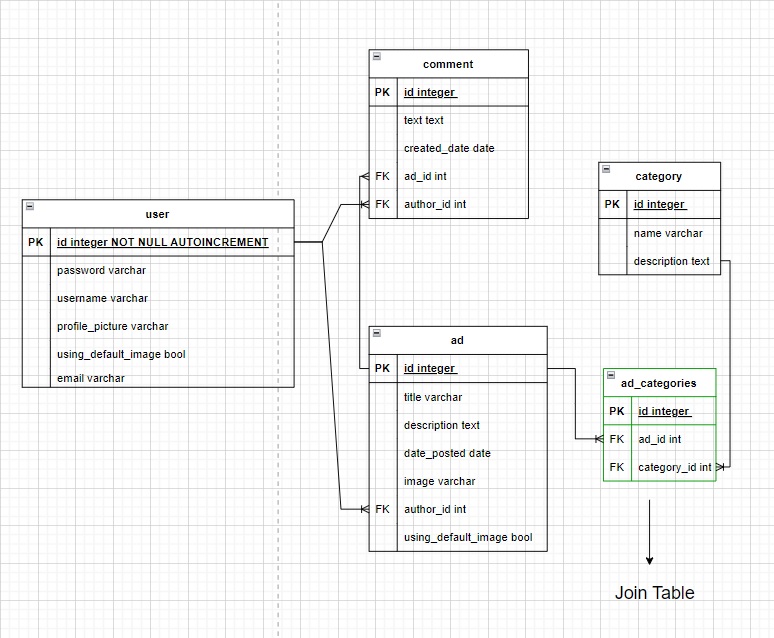 comment
PK id integer
text text
created_date date
FK ad_id int
FK author_id int
category
PK id integer
name varchar
description text
user
PK id integer NOT NULL AUTOINCREMENT
password varchar
username varchar
profile_picture varchar
using_default_image bool
email varchar
ad
PK id integer
title varchar
description text
date_posted date
image varchar
FK author_id int
using_default_image bool
ad_categories
PK id integer
FK ad_id int
FK category_id int
Join Table